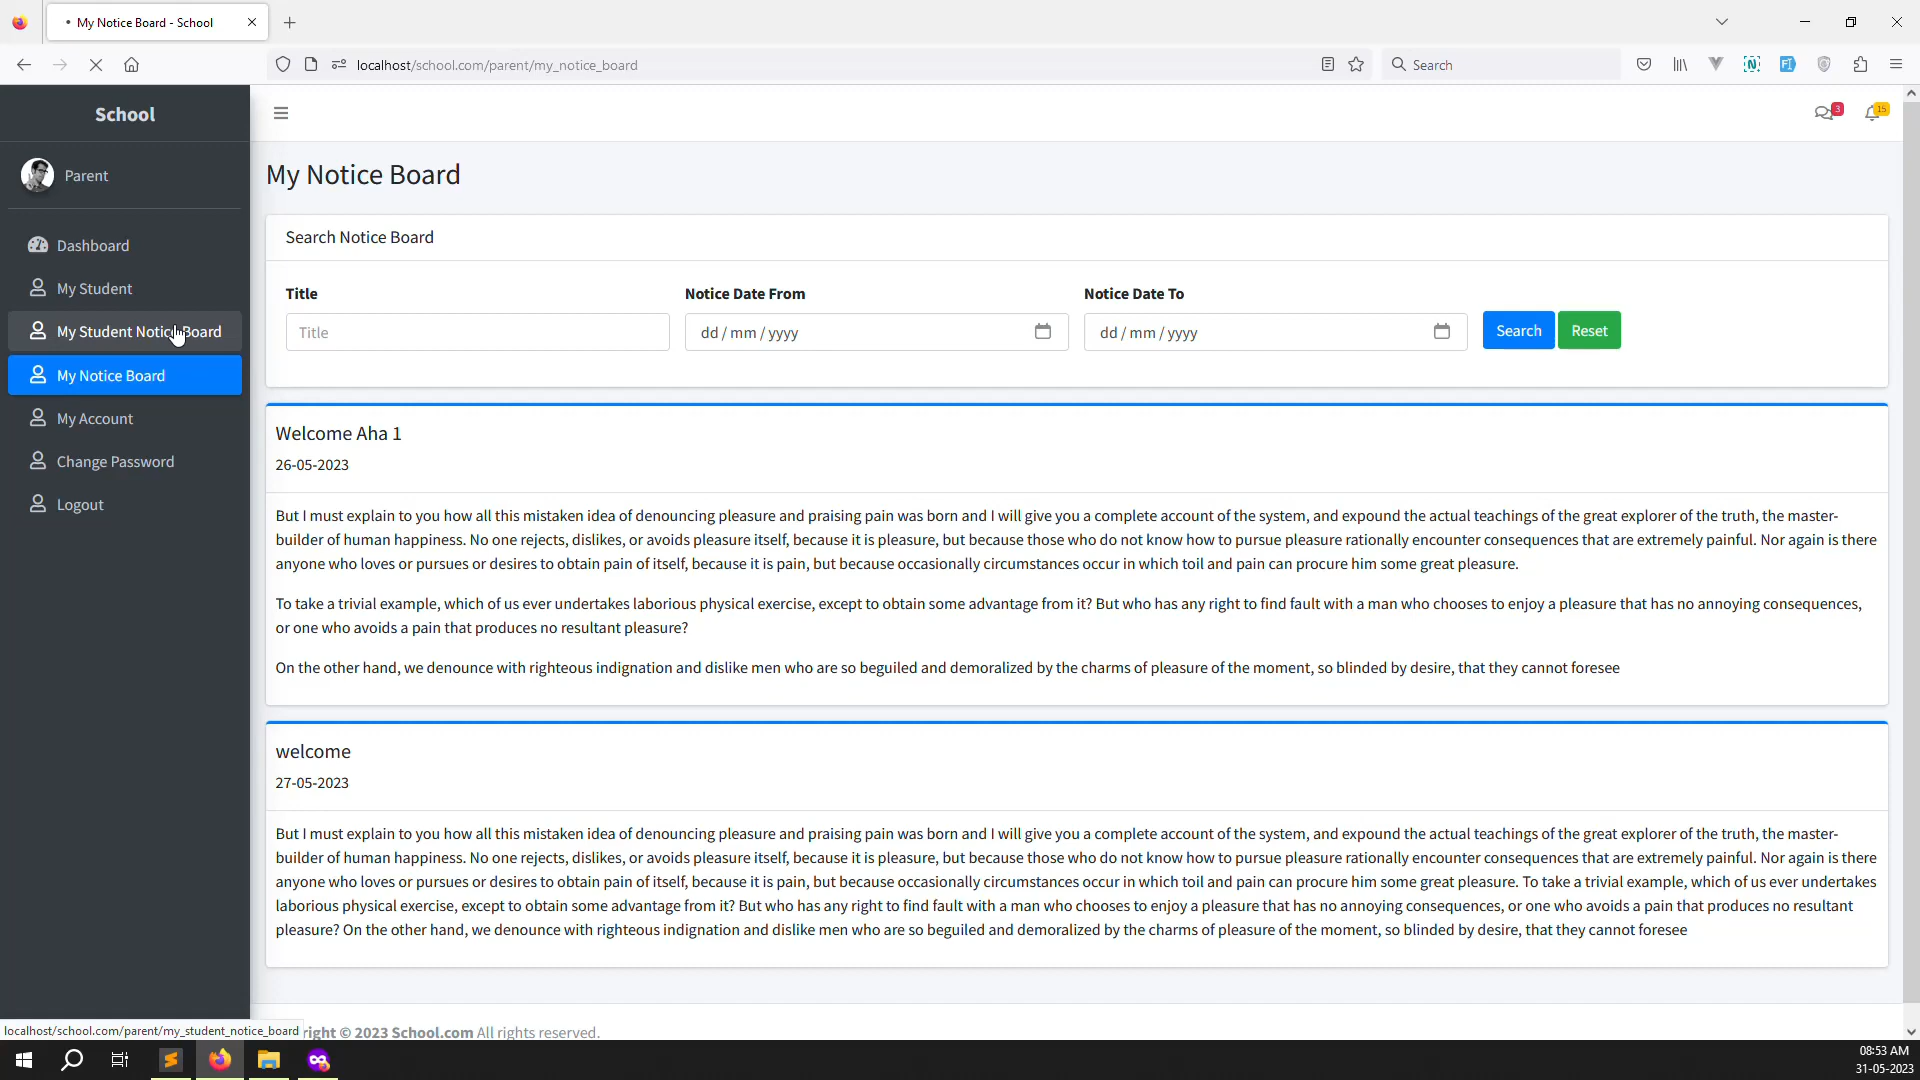 My Notice Board - School
localhost/school.com/parent/my_notice_board
Search
School
3
15
Parent
My Notice Board
Dashboard
My Student
My Student Notice Board
My Notice Board
My Account
Change Password
Logout
Search Notice Board
Title
Notice Date From
Notice Date To
Title
dd / mm / yyyy
dd / mm / yyyy
Search
Reset
Welcome Aha 1
26-05-2023
But I must explain to you how all this mistaken idea of denouncing pleasure and praising pain was born and I will give you a complete account of the system, and expound the actual teachings of the great explorer of the truth, the master-
builder of human happiness. No one rejects, dislikes, or avoids pleasure itself, because it is pleasure, but because those who do not know how to pursue pleasure rationally encounter consequences that are extremely painful. Nor again is there
anyone who loves or pursues or desires to obtain pain of itself, because it is pain, but because occasionally circumstances occur in which toil and pain can procure him some great pleasure.
To take a trivial example, which of us ever undertakes laborious physical exercise, except to obtain some advantage from it? But who has any right to find fault with a man who chooses to enjoy a pleasure that has no annoying consequences,
or one who avoids a pain that produces no resultant pleasure?
On the other hand, we denounce with righteous indignation and dislike men who are so beguiled and demoralized by the charms of pleasure of the moment, so blinded by desire, that they cannot foresee
welcome
27-05-2023
But I must explain to you how all this mistaken idea of denouncing pleasure and praising pain was born and I will give you a complete account of the system, and expound the actual teachings of the great explorer of the truth, the master-
builder of human happiness. No one rejects, dislikes, or avoids pleasure itself, because it is pleasure, but because those who do not know how to pursue pleasure rationally encounter consequences that are extremely painful. Nor again is there
anyone who loves or pursues or desires to obtain pain of itself, because it is pain, but because occasionally circumstances occur in which toil and pain can procure him some great pleasure. To take a trivial example, which of us ever undertakes
laborious physical exercise, except to obtain some advantage from it? But who has any right to find fault with a man who chooses to enjoy a pleasure that has no annoying consequences, or one who avoids a pain that produces no resultant
pleasure? On the other hand, we denounce with righteous indignation and dislike men who are so beguiled and demoralized by the charms of pleasure of the moment, so blinded by desire, that they cannot foresee
localhost/school.com/parent/my_student_notice_board
right © 2023 School.com All rights reserved.
08:53 AM
31-05-2023